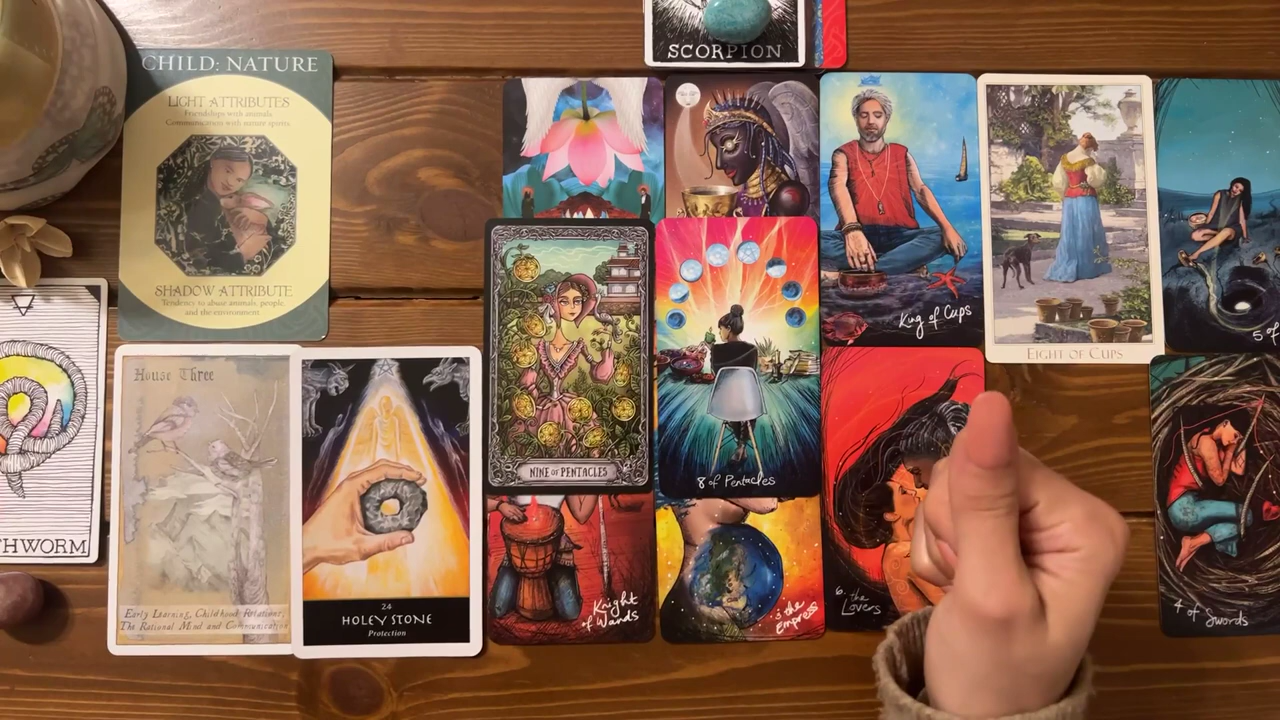 SCORPION
CHILD: NATURE
LIGHT ATTRIBUTES
Friendships with animals.
Communication with nature spirits.
SHADOW ATTRIBUTE
Tendency to abuse animals, people,
and the environment.
King of Cups
EIGHT OF CUPS
5 of
House Three
Early Learning, Childhood Relations,
The Rational Mind and Communication
24
HOLEY STONE
Protection
NINE OF PENTACLES
8 of Pentacles
THWORM
Knight
of Wands
3 the
Empress
6. the
Lovers
4 of Swords